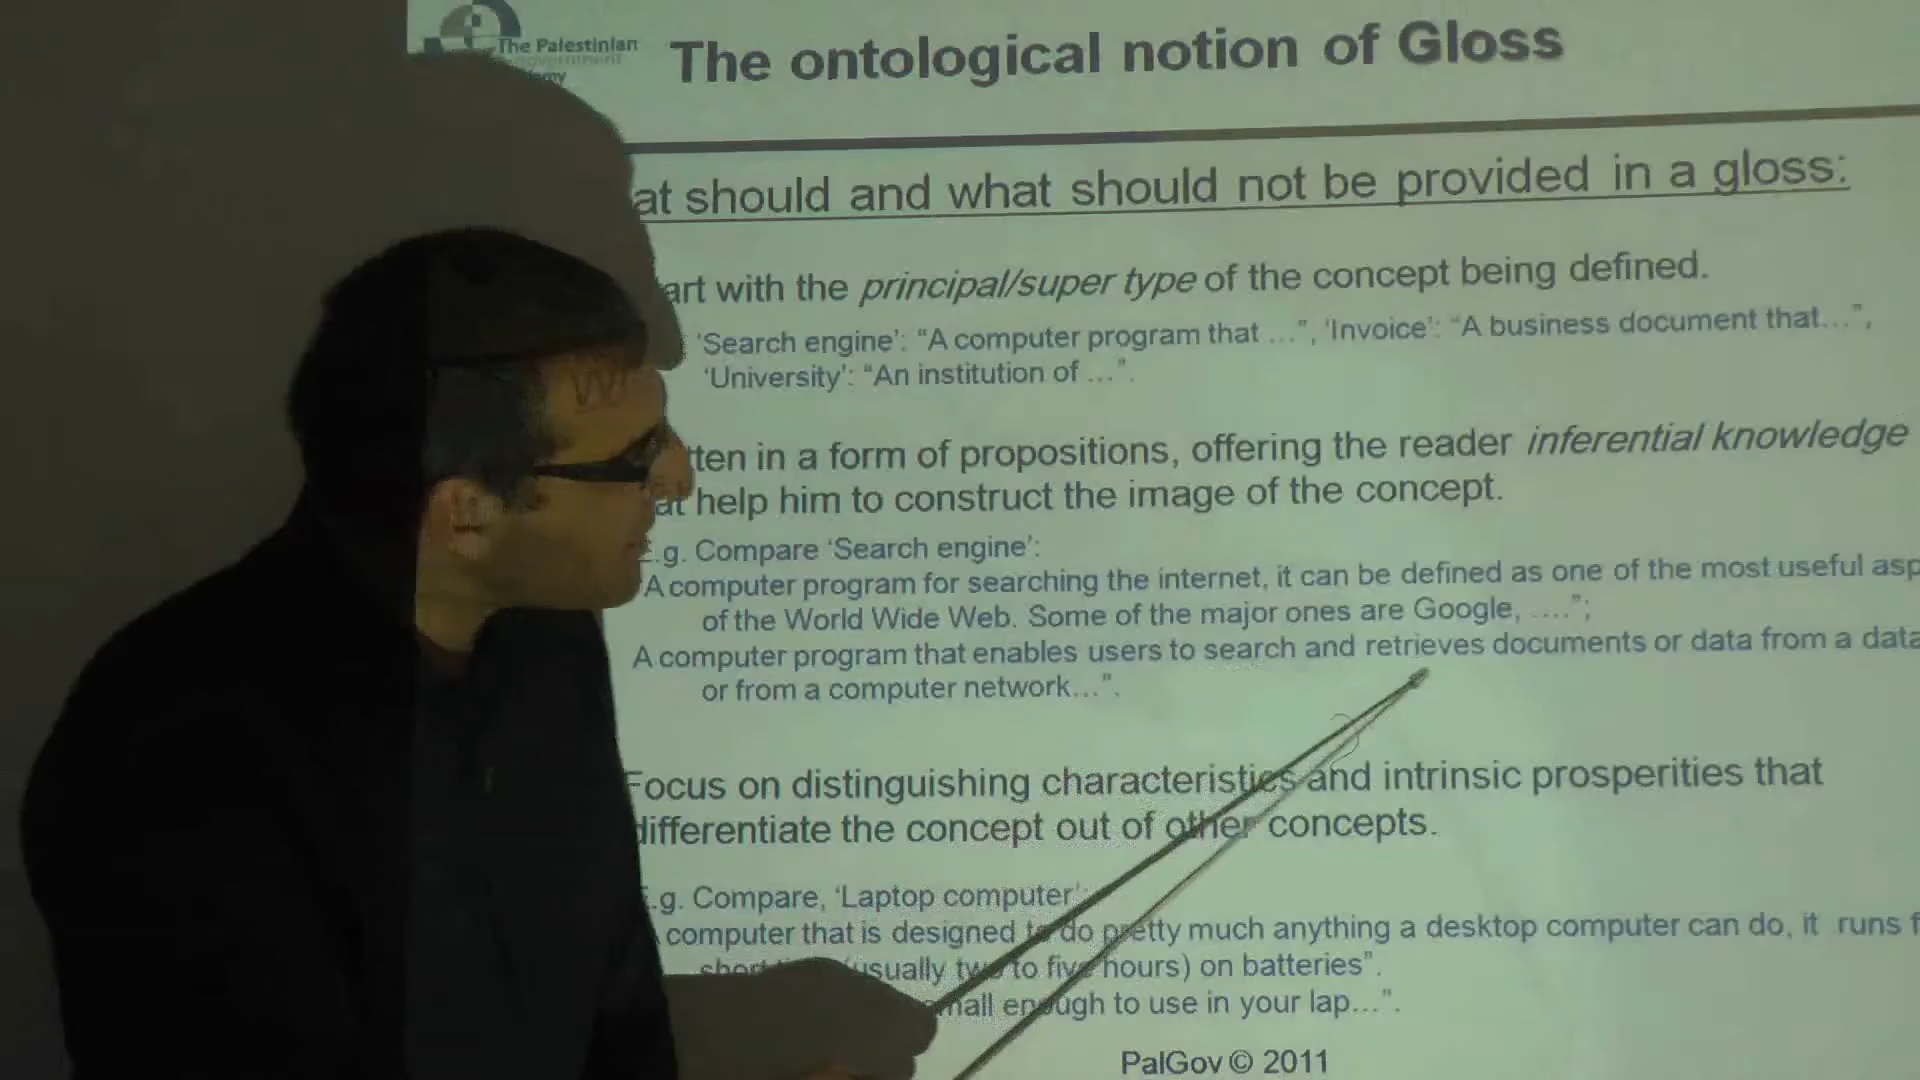 The Palestinian
The ontological notion of Gloss
at should and what should not be provided in a gloss:
art with the principal/super type of the concept being defined.
‘Search engine’: “A computer program that …”, ‘Invoice’: “A business document that…”,
‘University’: “An institution of …”.
tten in a form of propositions, offering the reader inferential knowledge
at help him to construct the image of the concept.
E.g. Compare ‘Search engine’:
“A computer program for searching the internet, it can be defined as one of the most useful asp
of the World Wide Web. Some of the major ones are Google, ….”;
A computer program that enables users to search and retrieves documents or data from a data
or from a computer network…”.
Focus on distinguishing characteristics and intrinsic prosperities that
differentiate the concept out of other concepts.
E.g. Compare, ‘Laptop computer’:
computer that is designed to do pretty much anything a desktop computer can do, it runs f
short usually two to five hours) on batteries”.
small enough to use in your lap…”.
PalGov © 2011